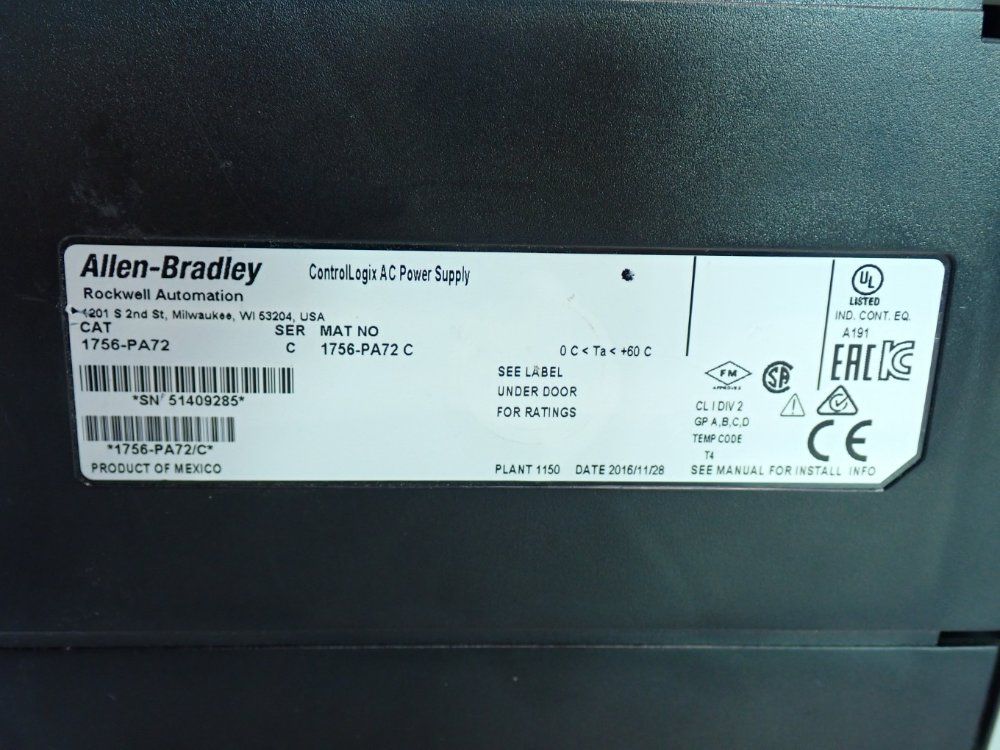 Allen-Bradley
ControlLogix AC Power Supply
Rockwell Automation
1201 S 2nd St, Milwaukee, WI 53204, USA
CAT SER MAT NO
1756-PA72 C 1756-PA72 C
0 C < Ta < +60 C
*SN 51409285*
SEE LABEL
UNDER DOOR
FOR RATINGS
*1756-PA72/C*
PRODUCT OF MEXICO
PLANT 1150 DATE 2016/11/28
UL
LISTED
IND. CONT. EQ.
A191
FM
APPROVED
SA
EAC KC
CL I DIV 2
GP A,B,C,D
TEMP CODE
T4
CE
SEE MANUAL FOR INSTALL INFO